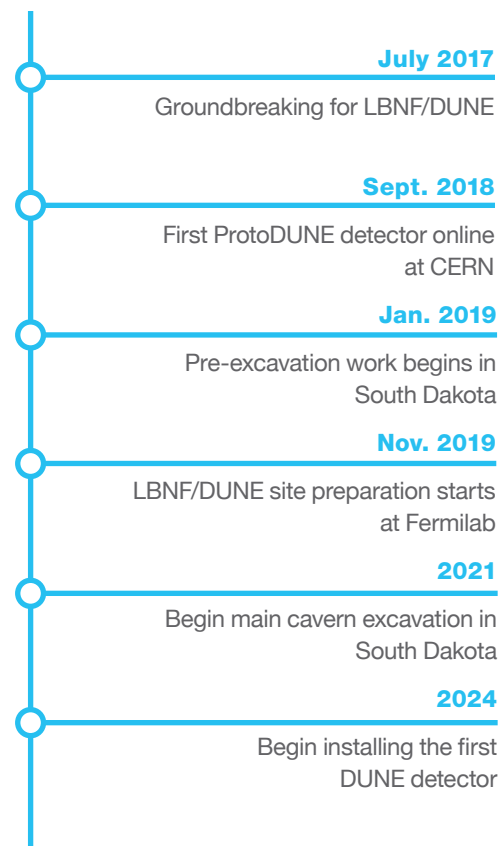 July 2017
Groundbreaking for LBNF/DUNE
Sept. 2018
First ProtoDUNE detector online
at CERN
Jan. 2019
Pre-excavation work begins in
South Dakota
Nov. 2019
LBNF/DUNE site preparation starts
at Fermilab
2021
Begin main cavern excavation in
South Dakota
2024
Begin installing the first
DUNE detector